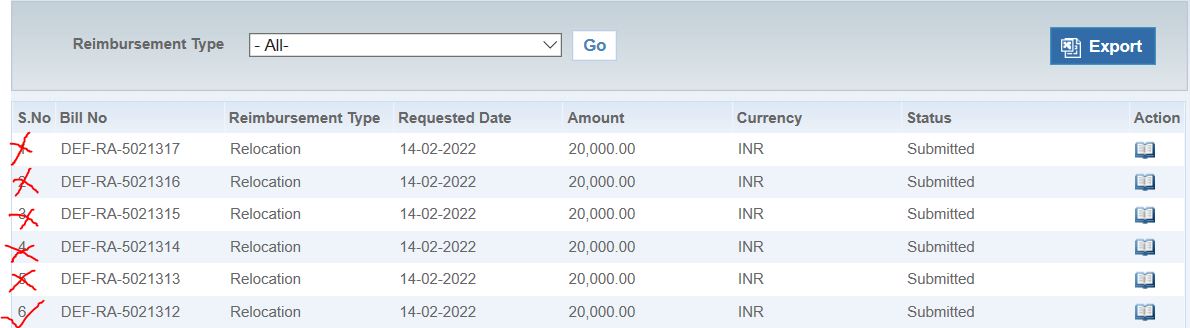 Reimbursement Type - All- Go Export
S.No Bill No Reimbursement Type Requested Date Amount Currency Status Action
1 DEF-RA-5021317 Relocation 14-02-2022 20,000.00 INR Submitted
2 DEF-RA-5021316 Relocation 14-02-2022 20,000.00 INR Submitted
3 DEF-RA-5021315 Relocation 14-02-2022 20,000.00 INR Submitted
4 DEF-RA-5021314 Relocation 14-02-2022 20,000.00 INR Submitted
5 DEF-RA-5021313 Relocation 14-02-2022 20,000.00 INR Submitted
6 DEF-RA-5021312 Relocation 14-02-2022 20,000.00 INR Submitted